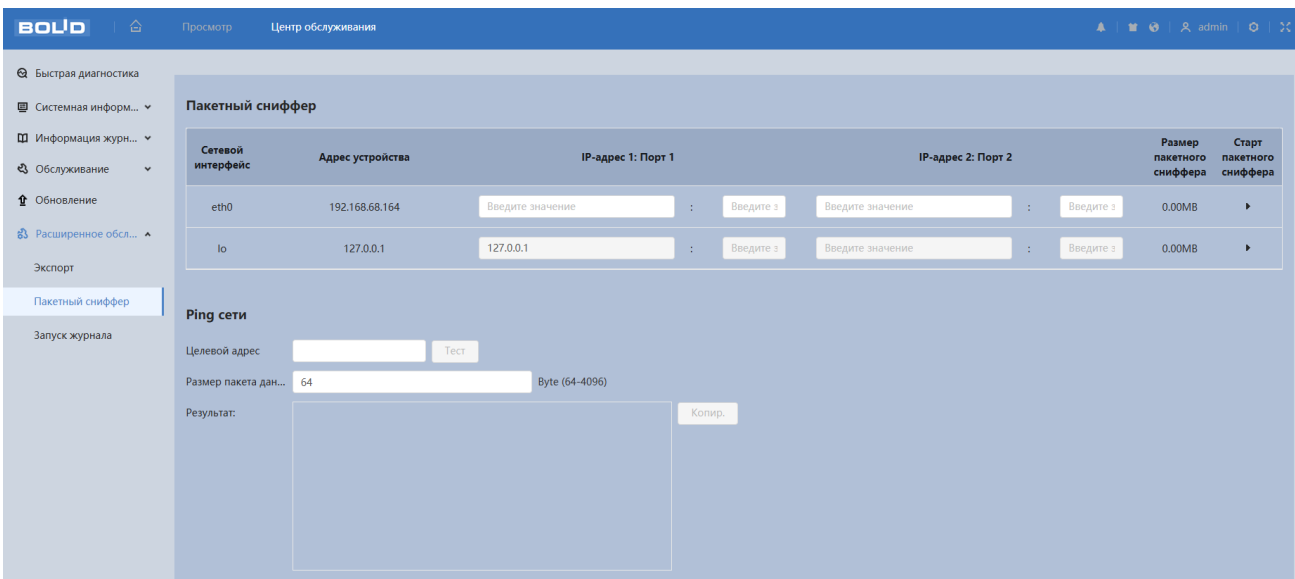 BOLID
Просмотр
Центр обслуживания
admin
Быстрая диагностика
Системная информ...
Информация журн...
Обслуживание
Обновление
Расширенное обсл...
Экспорт
Пакетный сниффер
Запуск журнала
Пакетный сниффер
Сетевой интерфейс
Адрес устройства
IP-адрес 1: Порт 1
IP-адрес 2: Порт 2
Размер пакетного сниффера
Старт пакетного сниффера
eth0
192.168.68.164
Введите значение
:
Введите з
Введите значение
:
Введите з
0.00MB
lo
127.0.0.1
127.0.0.1
:
Введите з
Введите значение
:
Введите з
0.00MB
Ping сети
Целевой адрес
Тест
Размер пакета дан...
64
Byte (64-4096)
Результат:
Копир.